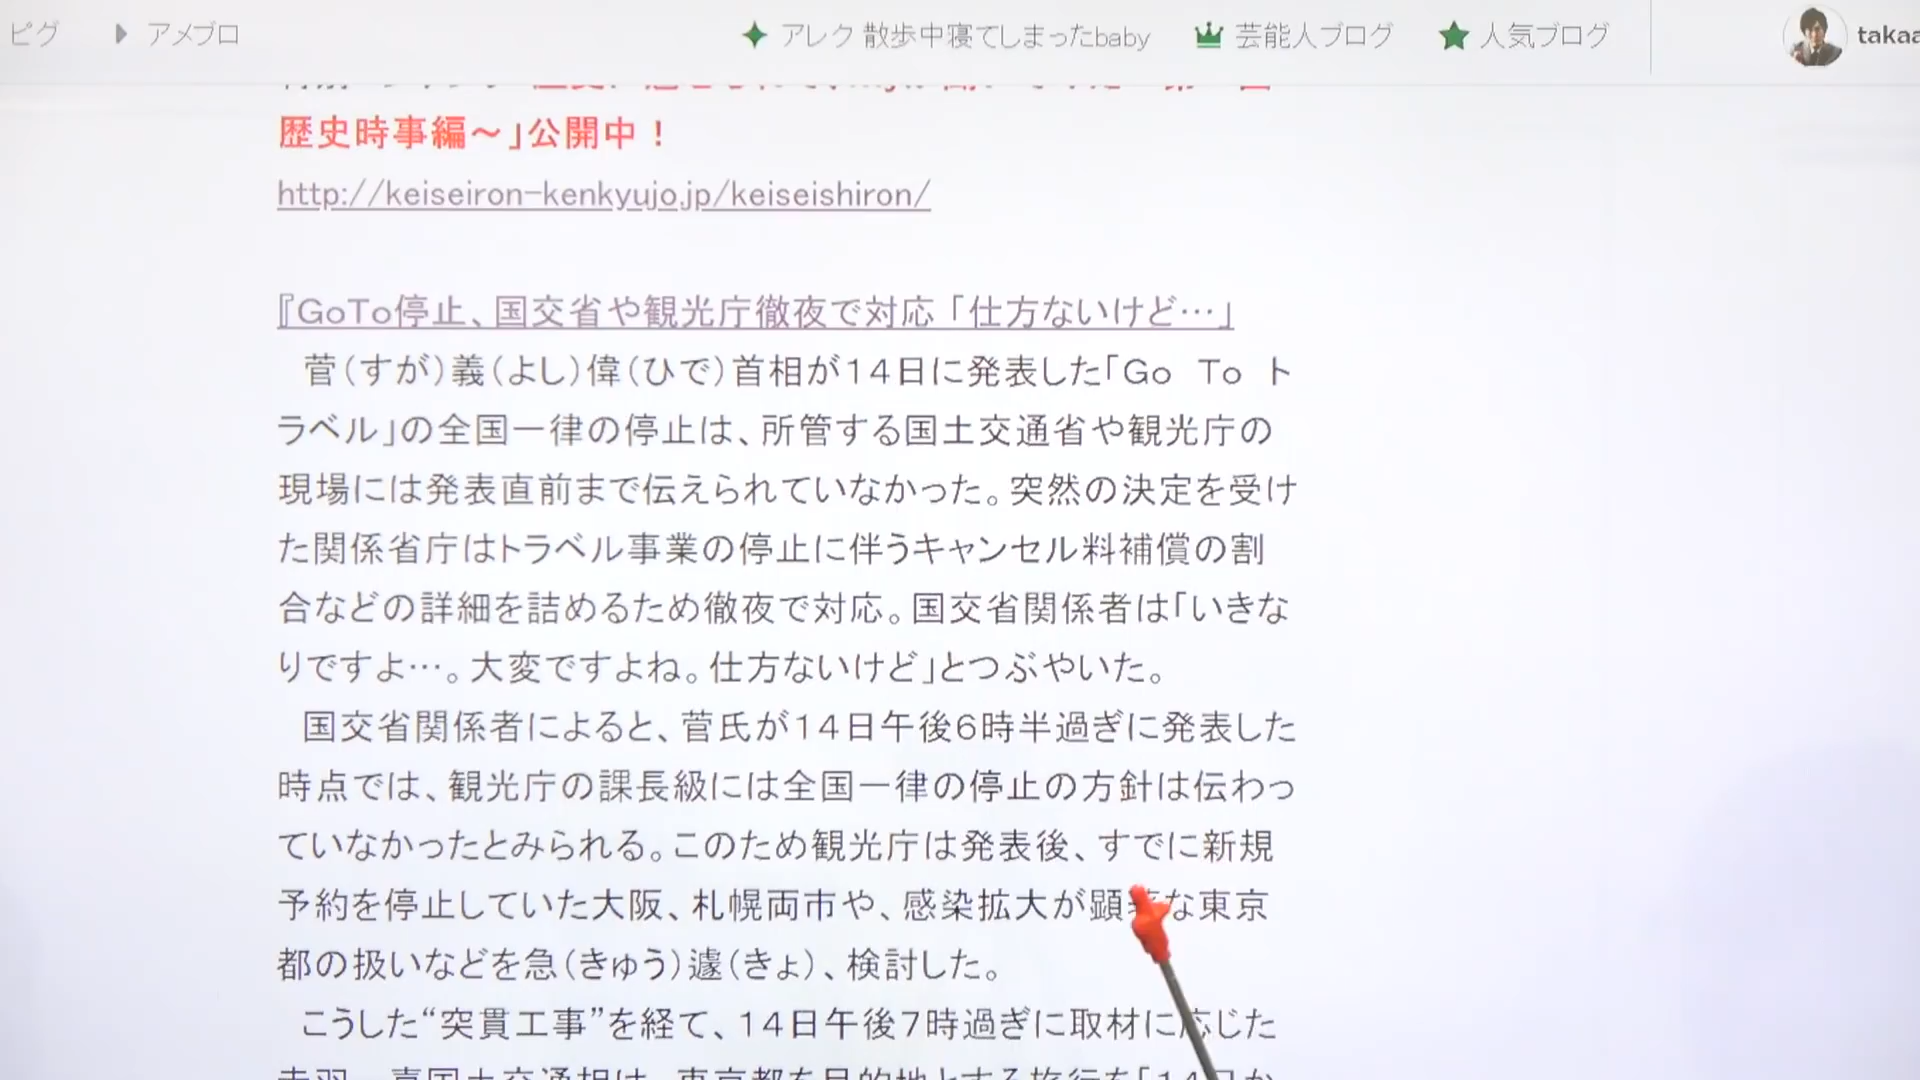 ピグ
アメブロ
アレク 散歩中寝てしまったbaby
芸能人ブログ
人気ブログ
takaa
歴史時事編～」公開中！
http://keiseiron-kenkyujo.jp/keiseishiron/
『GoTo停止、国交省や観光庁徹夜で対応 「仕方ないけど…」
菅（すが）義（よし）偉（ひで）首相が１４日に発表した「Ｇｏ　Ｔｏ　ト
ラベル」の全国一律の停止は、所管する国土交通省や観光庁の
現場には発表直前まで伝えられていなかった。突然の決定を受け
た関係省庁はトラベル事業の停止に伴うキャンセル料補償の割
合などの詳細を詰めるため徹夜で対応。国交省関係者は「いきな
りですよ…。大変ですよね。仕方ないけど」とつぶやいた。
国交省関係者によると、菅氏が１４日午後６時半過ぎに発表した
時点では、観光庁の課長級には全国一律の停止の方針は伝わっ
ていなかったとみられる。このため観光庁は発表後、すでに新規
予約を停止していた大阪、札幌両市や、感染拡大が顕著な東京
都の扱いなどを急（きゅう）遽（きょ）、検討した。
こうした“突貫工事”を経て、１４日午後７時過ぎに取材に応じた